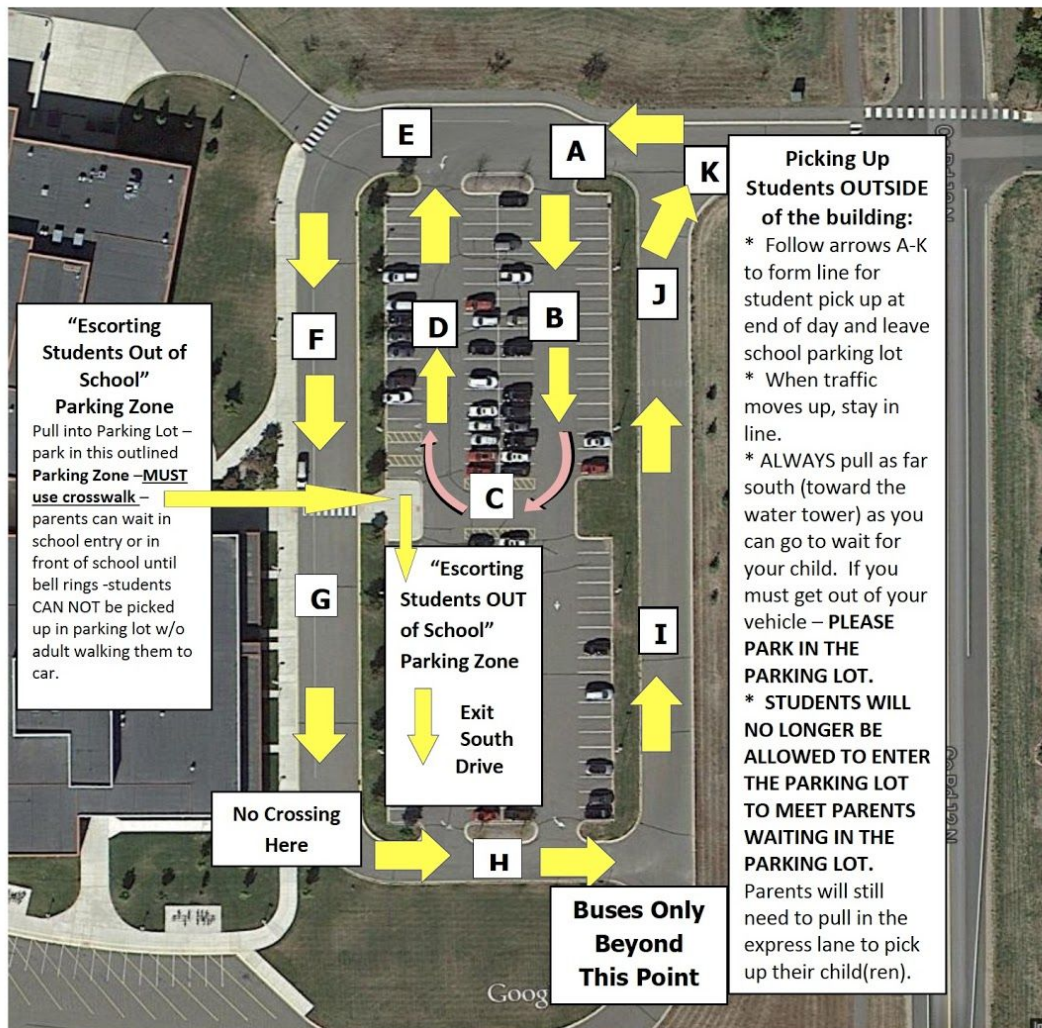 E
A
K
F
D
B
J
C
G
I
H
“Escorting
Students Out of
School”
Parking Zone
Pull into Parking Lot –
park in this outlined
Parking Zone –MUST
use crosswalk –
parents can wait in
school entry or in
front of school until
bell rings -students
CAN NOT be picked
up in parking lot w/o
adult walking them to
car.
“Escorting
Students OUT
of School”
Parking Zone
Exit
South
Drive
No Crossing
Here
Buses Only
Beyond
This Point
Picking Up
Students OUTSIDE
of the building:
* Follow arrows A-K
to form line for
student pick up at
end of day and leave
school parking lot
* When traffic
moves up, stay in
line.
* ALWAYS pull as far
south (toward the
water tower) as you
can go to wait for
your child. If you
must get out of your
vehicle – PLEASE
PARK IN THE
PARKING LOT.
* STUDENTS WILL
NO LONGER BE
ALLOWED TO ENTER
THE PARKING LOT
TO MEET PARENTS
WAITING IN THE
PARKING LOT.
Parents will still
need to pull in the
express lane to pick
up their child(ren).
Goog